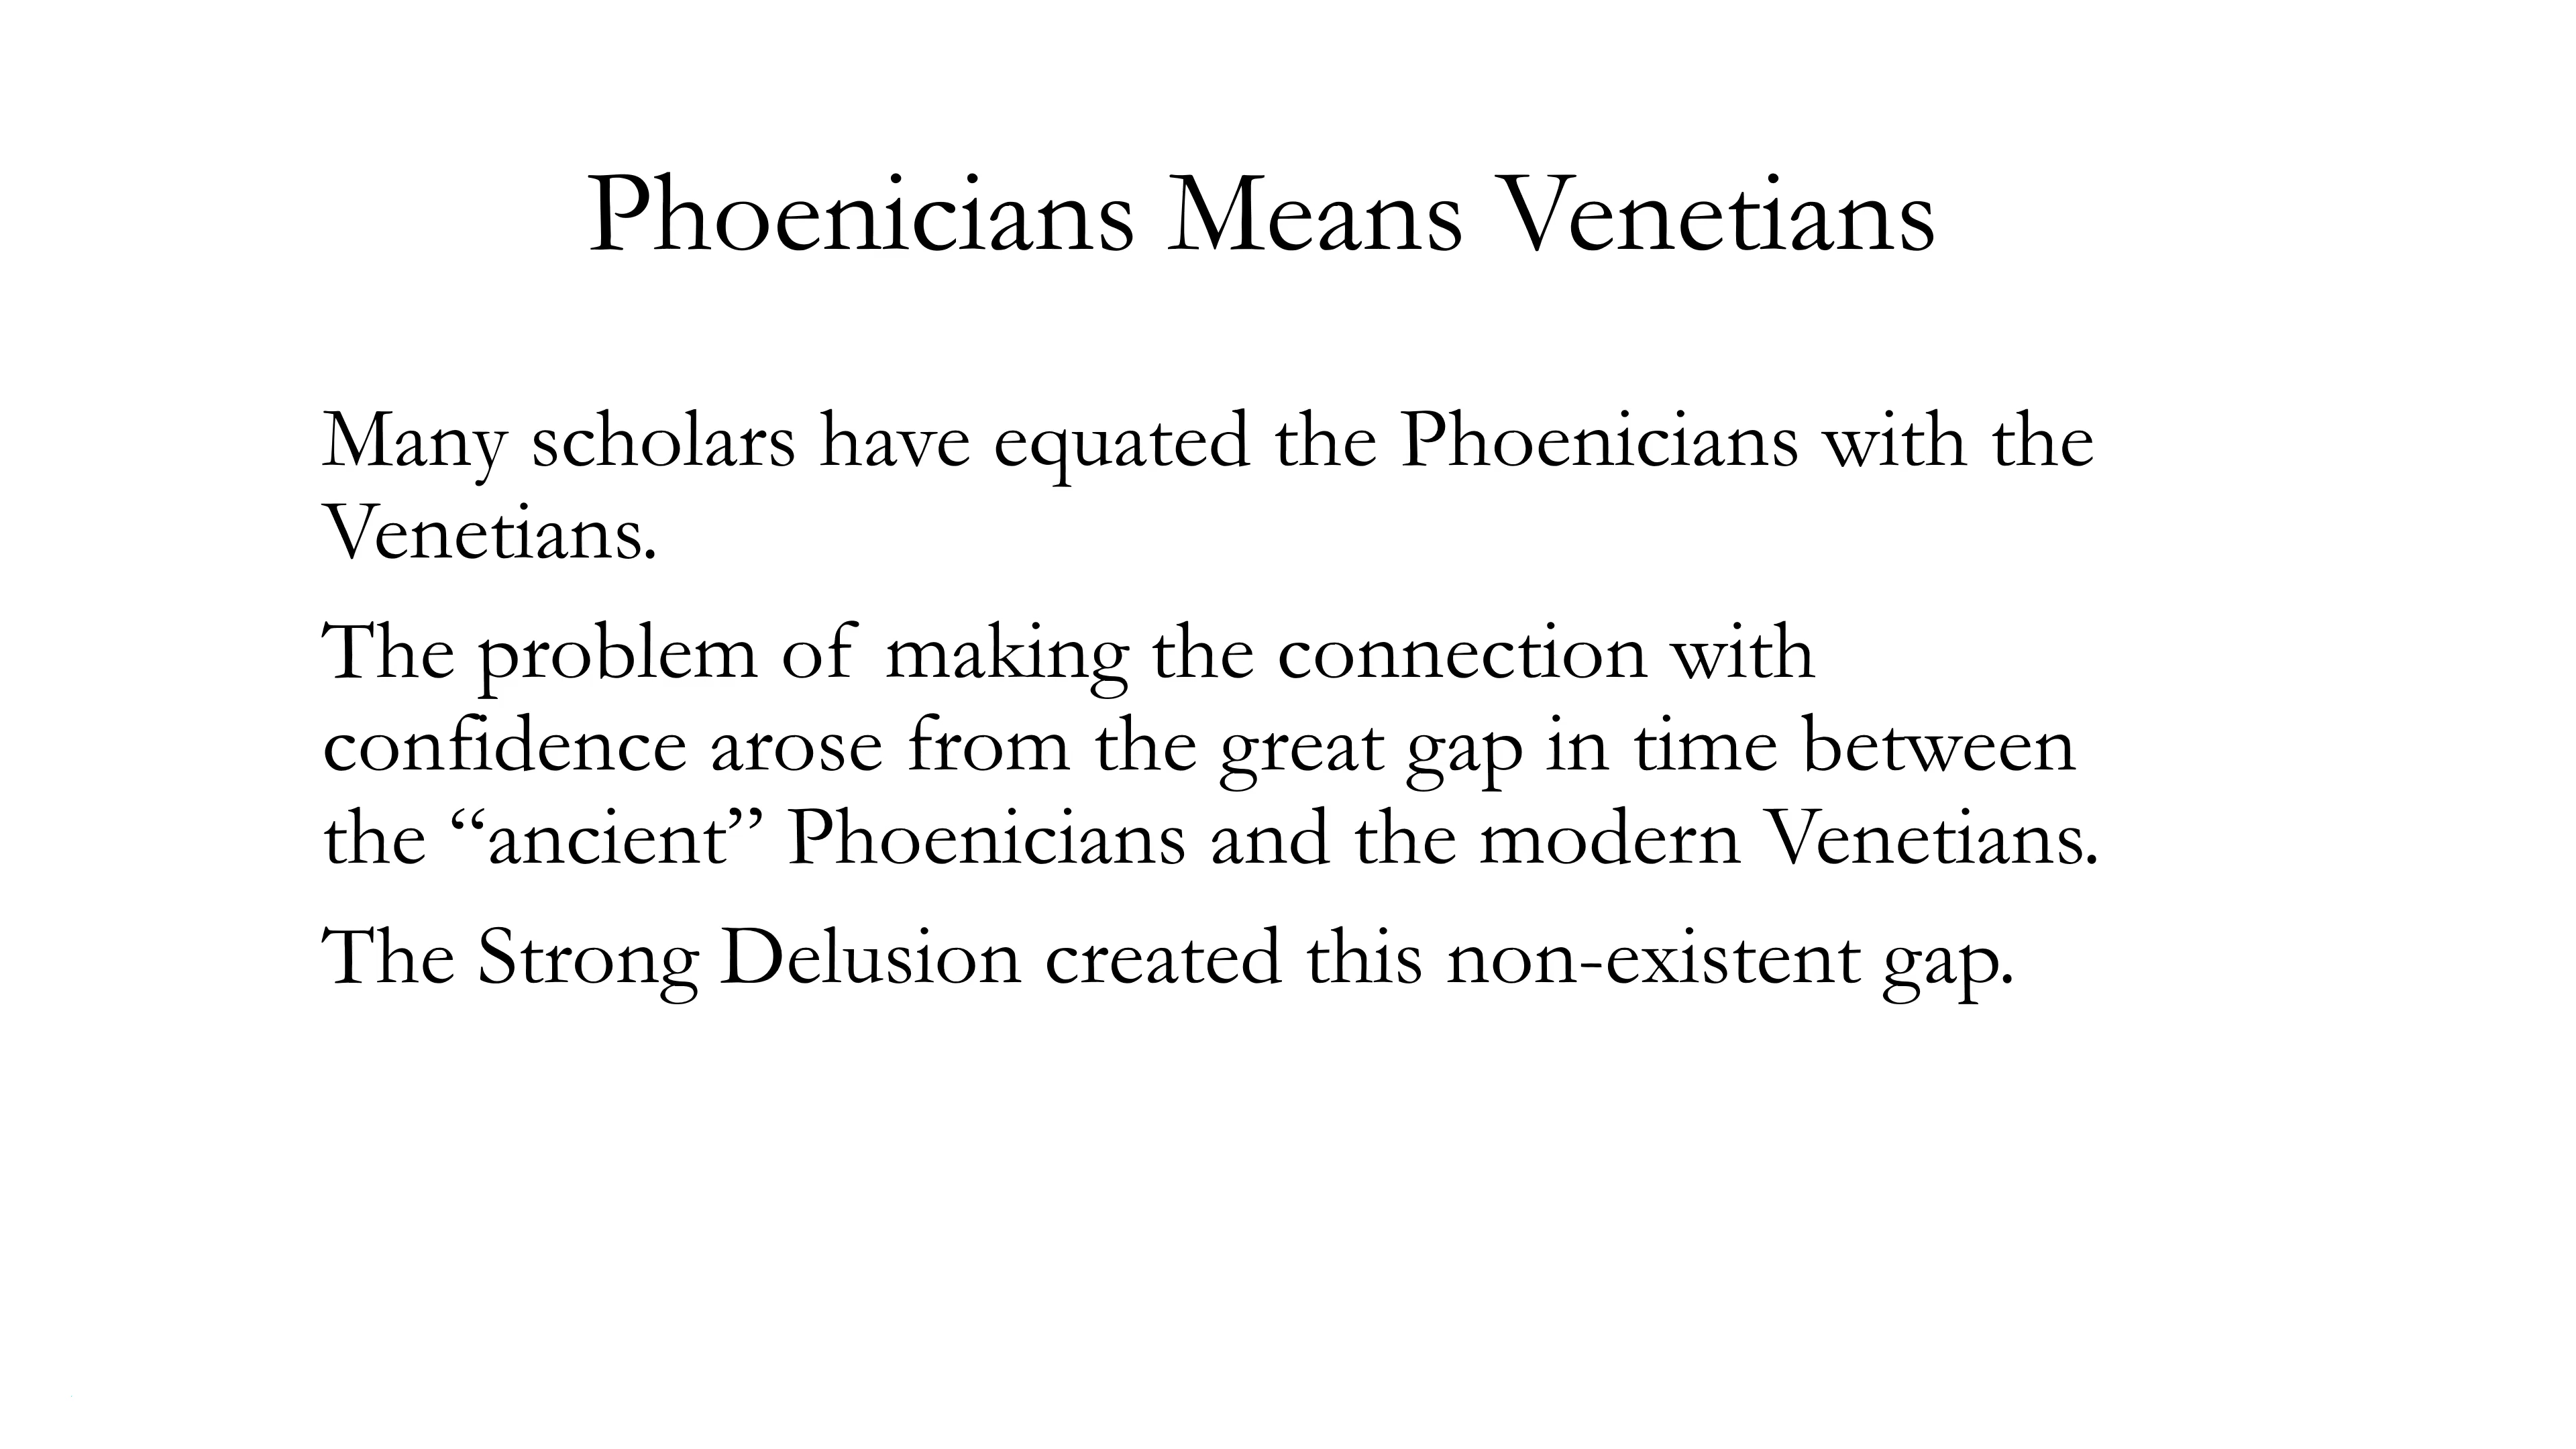 Phoenicians Means Venetians
Many scholars have equated the Phoenicians with the
Venetians.
The problem of making the connection with
confidence arose from the great gap in time between
the “ancient” Phoenicians and the modern Venetians.
The Strong Delusion created this non-existent gap.